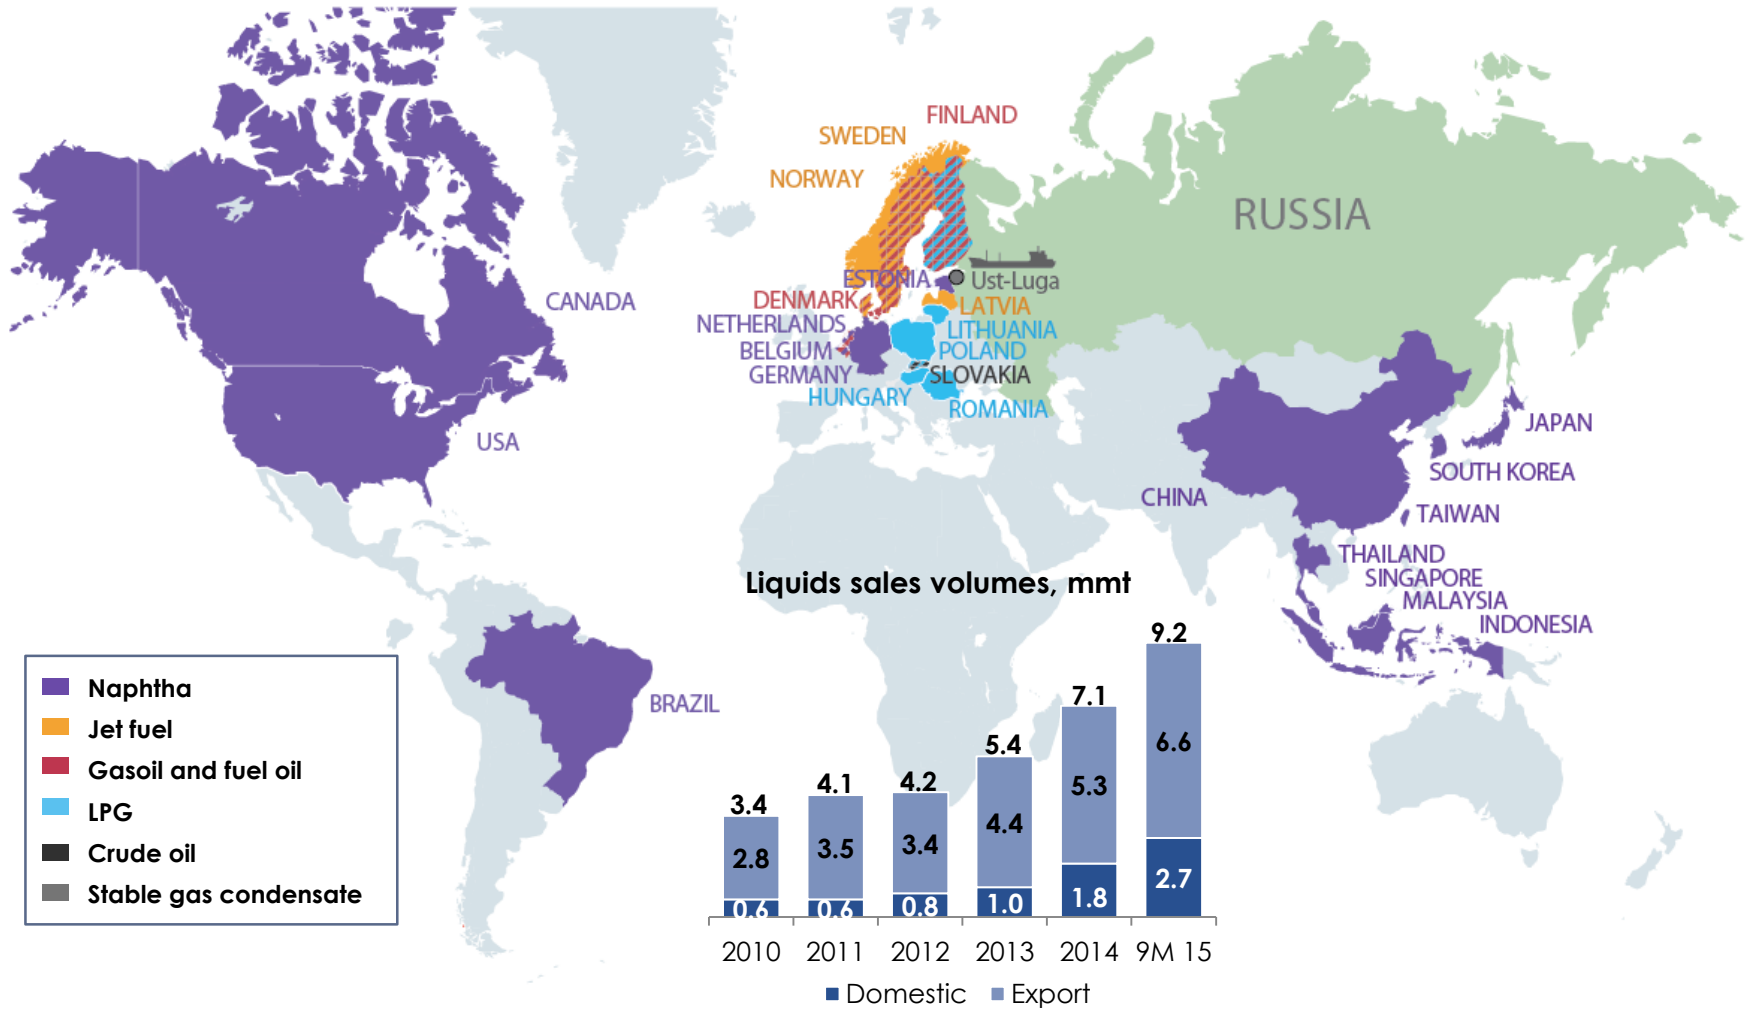 FINLAND
SWEDEN
NORWAY
RUSSIA
ESTONIA
Ust-Luga
CANADA
DENMARK
LATVIA
NETHERLANDS
LITHUANIA
BELGIUM
POLAND
GERMANY
SLOVAKIA
HUNGARY
ROMANIA
USA
JAPAN
SOUTH KOREA
CHINA
TAIWAN
THAILAND
SINGAPORE
MALAYSIA
INDONESIA
BRAZIL
Naphtha
Jet fuel
Gasoil and fuel oil
LPG
Crude oil
Stable gas condensate
Liquids sales volumes, mmt
3.4
4.1
4.2
5.4
7.1
9.2
2.8
3.5
3.4
4.4
5.3
6.6
0.6
0.6
0.8
1.0
1.8
2.7
2010
2011
2012
2013
2014
9M 15
Domestic
Export